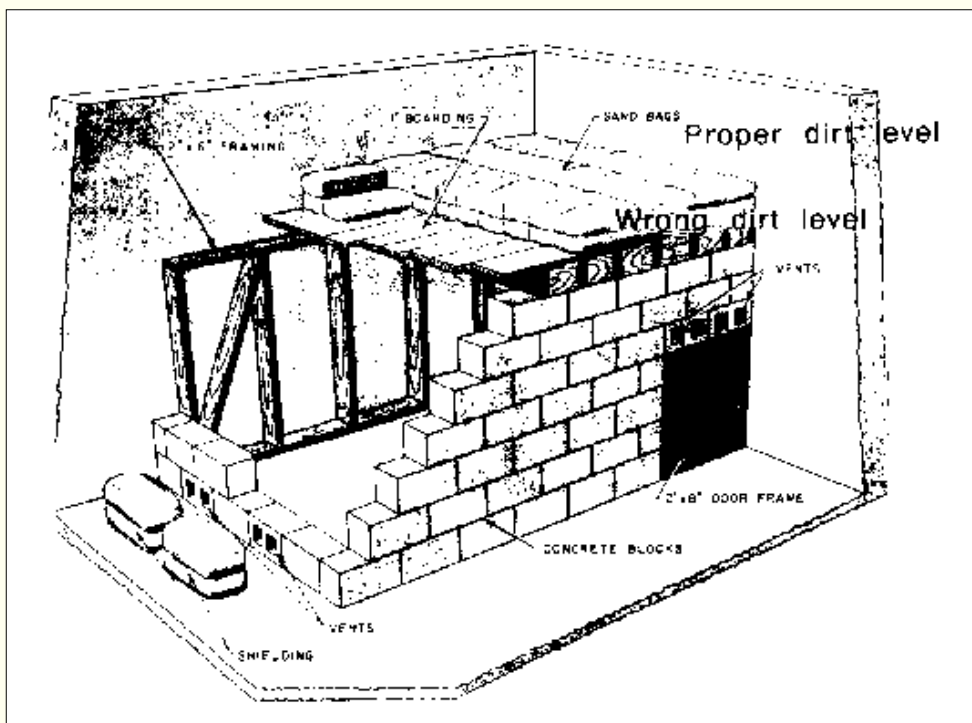 1" BOARDING
SAND BAGS
Proper dirt level
2"x 6" FRAMING
Wrong dirt level
VENTS
2"x8" DOOR FRAME
CONCRETE BLOCKS
VENTS
SHIELDING